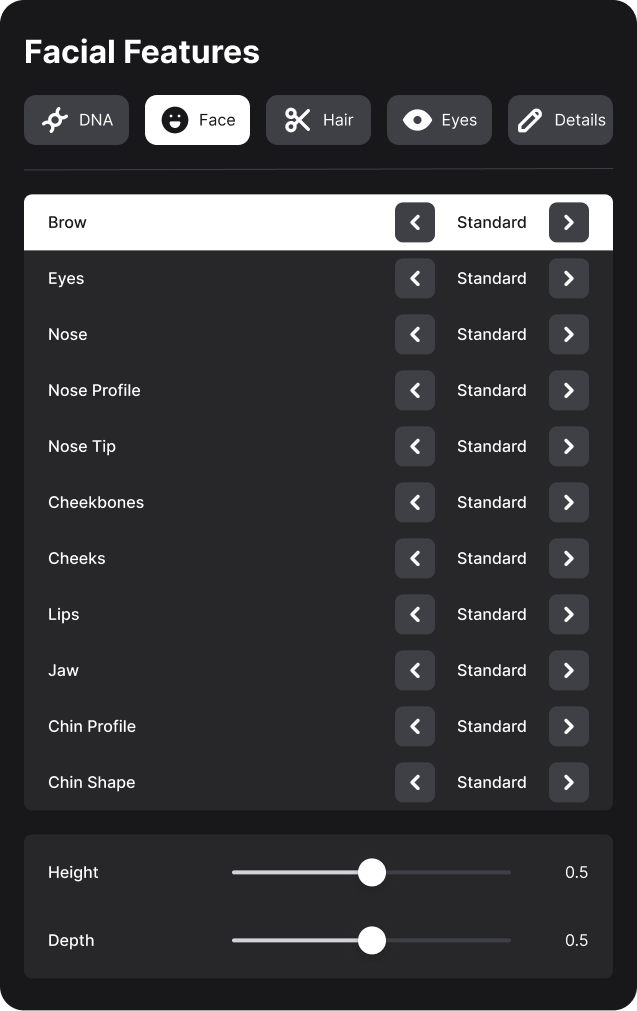 Facial Features
DNA Face Hair Eyes Details
Brow Standard
Eyes Standard
Nose Standard
Nose Profile Standard
Nose Tip Standard
Cheekbones Standard
Cheeks Standard
Lips Standard
Jaw Standard
Chin Profile Standard
Chin Shape Standard
Height 0.5
Depth 0.5